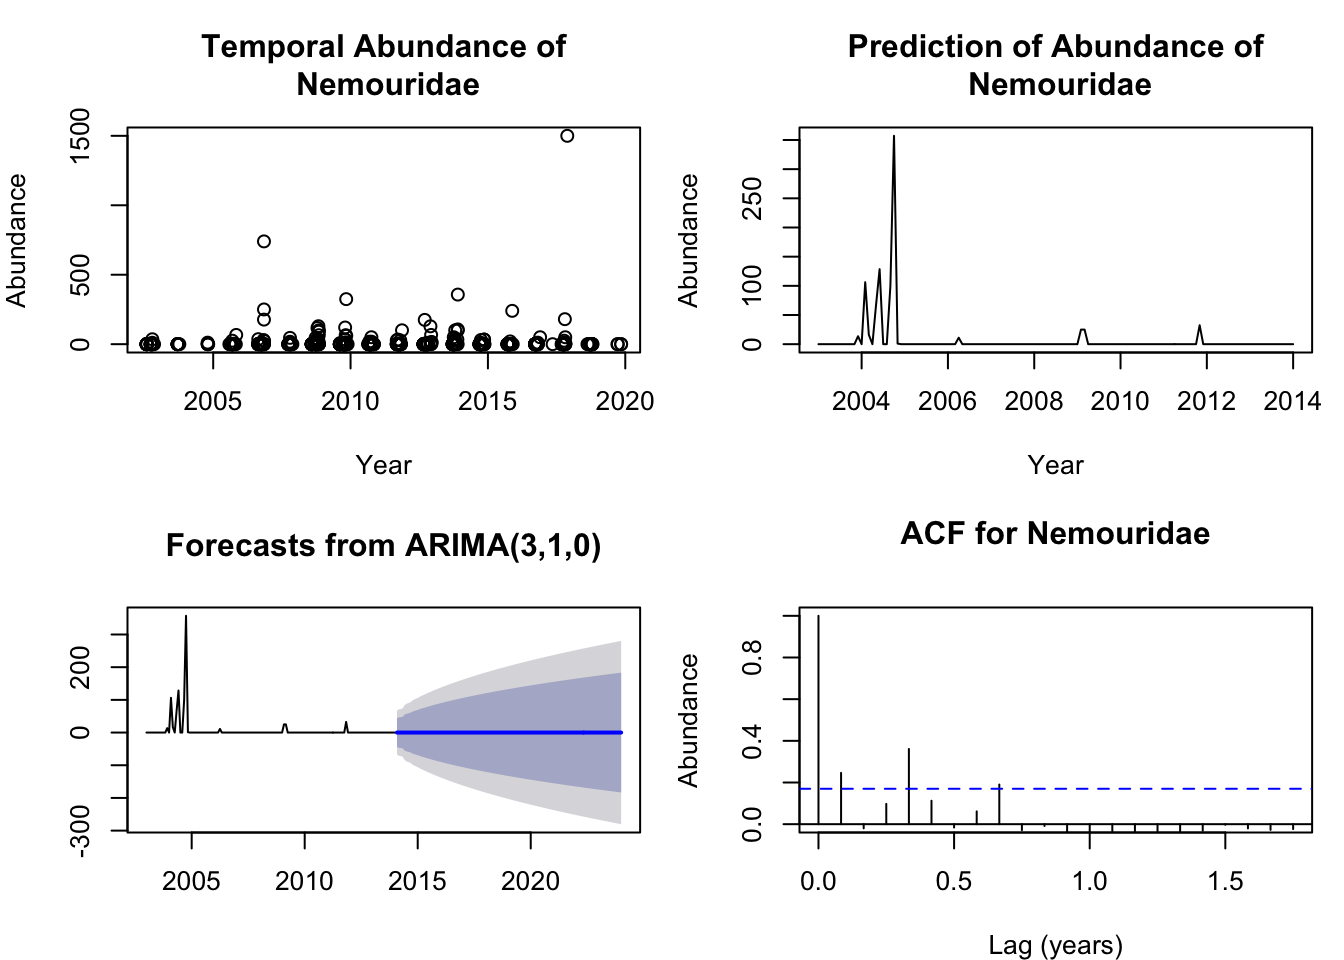 Temporal Abundance of
Nemouridae
Abundance
1500
500
0
2005 2010 2015 2020
Year
Prediction of Abundance of
Nemouridae
Abundance
250
100
0
2004 2006 2008 2010 2012 2014
Year
Forecasts from ARIMA(3,1,0)
200
0
-300
2005 2010 2015 2020
ACF for Nemouridae
Abundance
0.8
0.4
0.0
0.0 0.5 1.0 1.5
Lag (years)